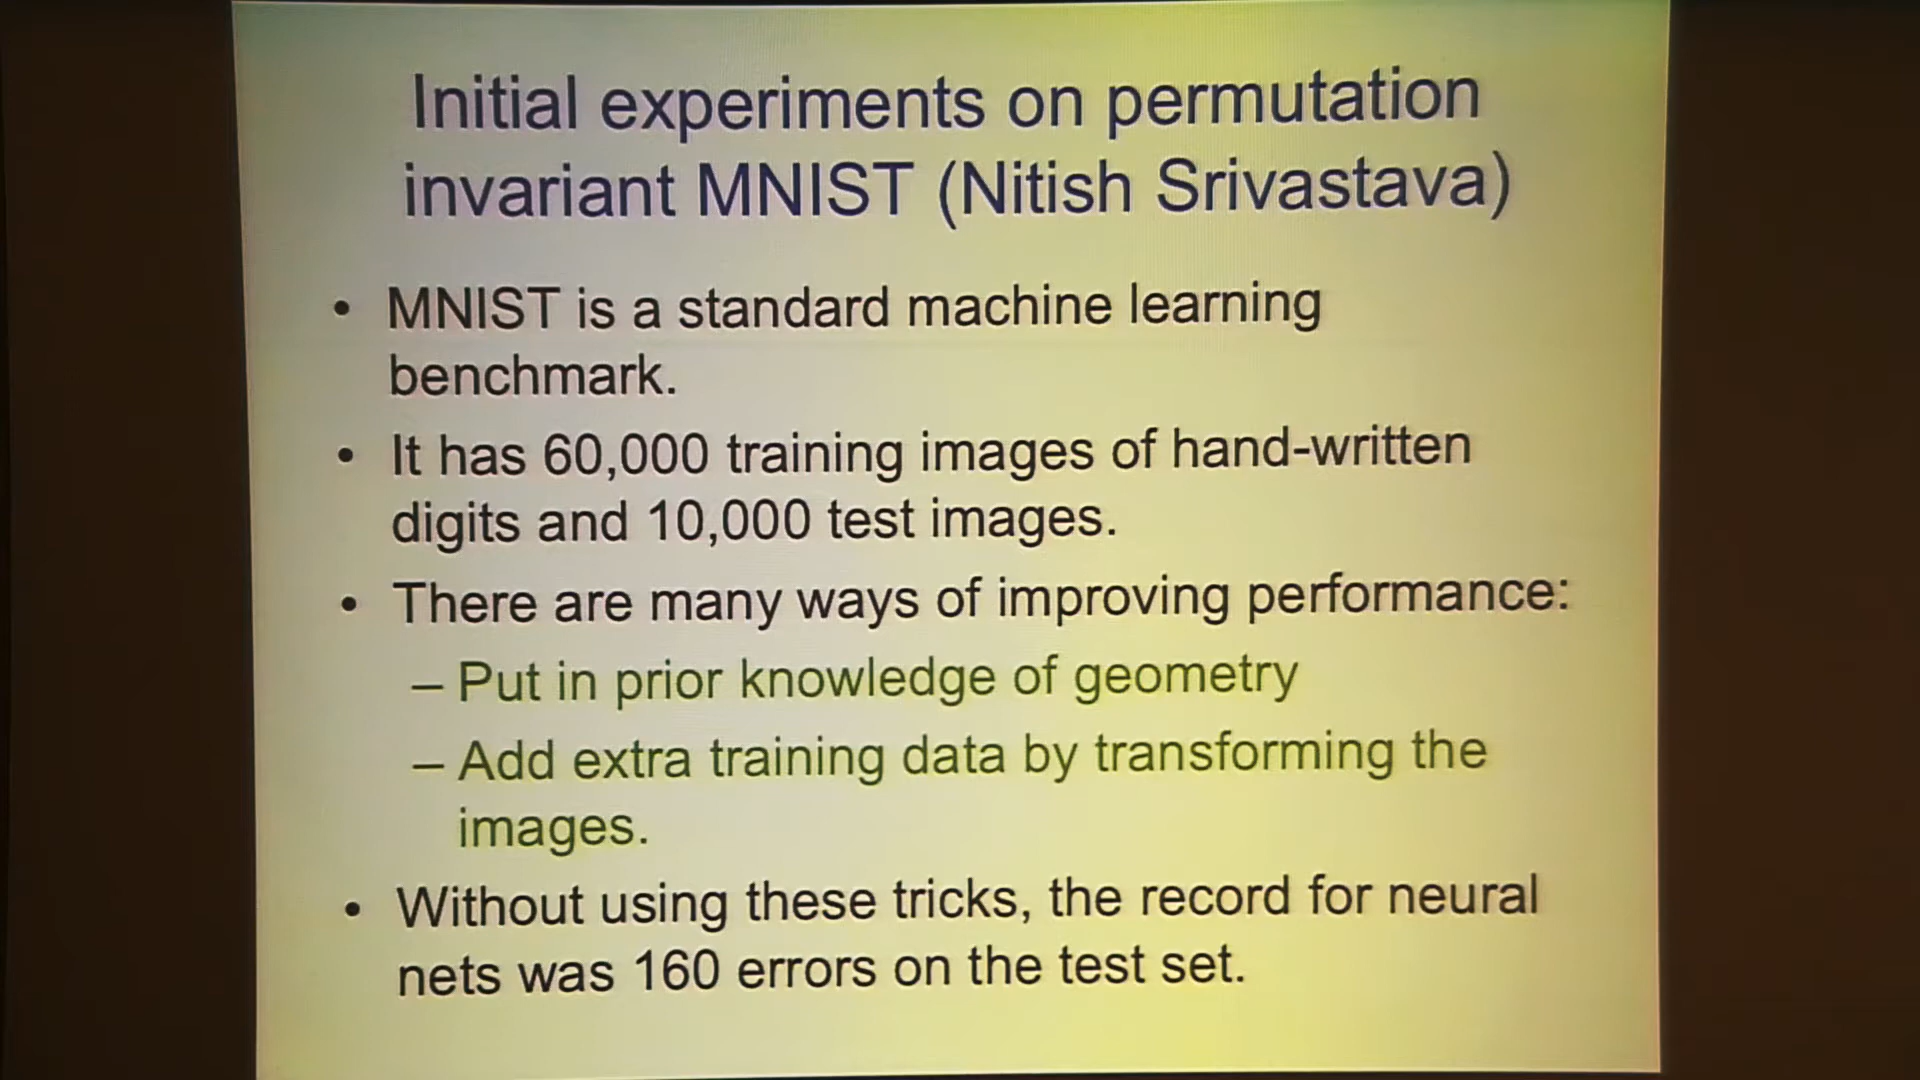 Initial experiments on permutation
invariant MNIST (Nitish Srivastava)
• MNIST is a standard machine learning
benchmark.
• It has 60,000 training images of hand-written
digits and 10,000 test images.
• There are many ways of improving performance:
– Put in prior knowledge of geometry
– Add extra training data by transforming the
images.
• Without using these tricks, the record for neural
nets was 160 errors on the test set.